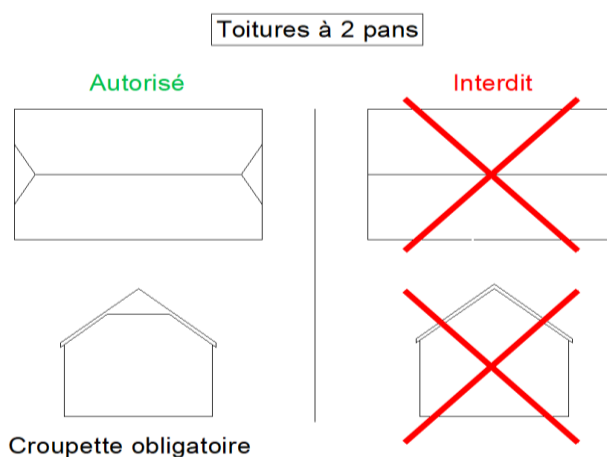 Toitures à 2 pans
Autorisé
Interdit
Croupette obligatoire